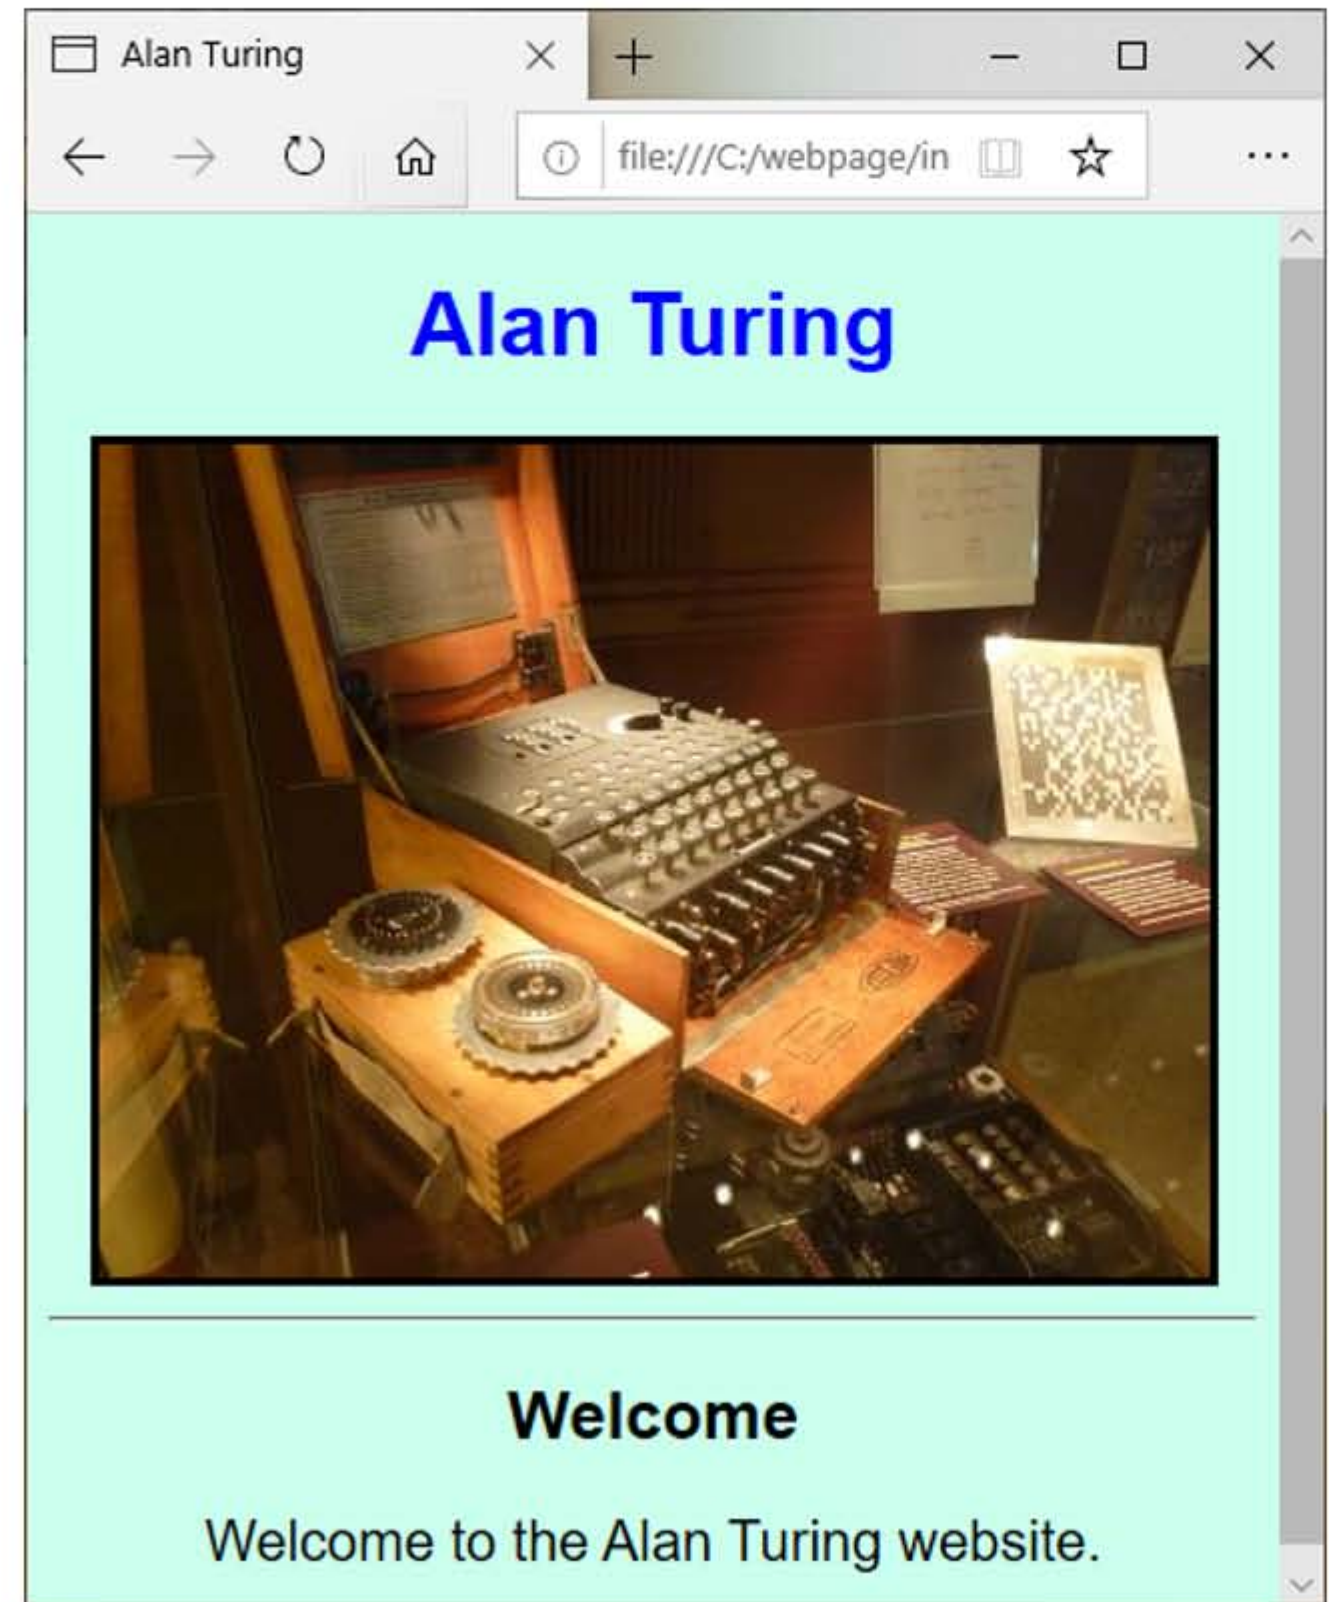 Alan Turing
file:///C:/webpage/in
Alan Turing
Welcome
Welcome to the Alan Turing website.